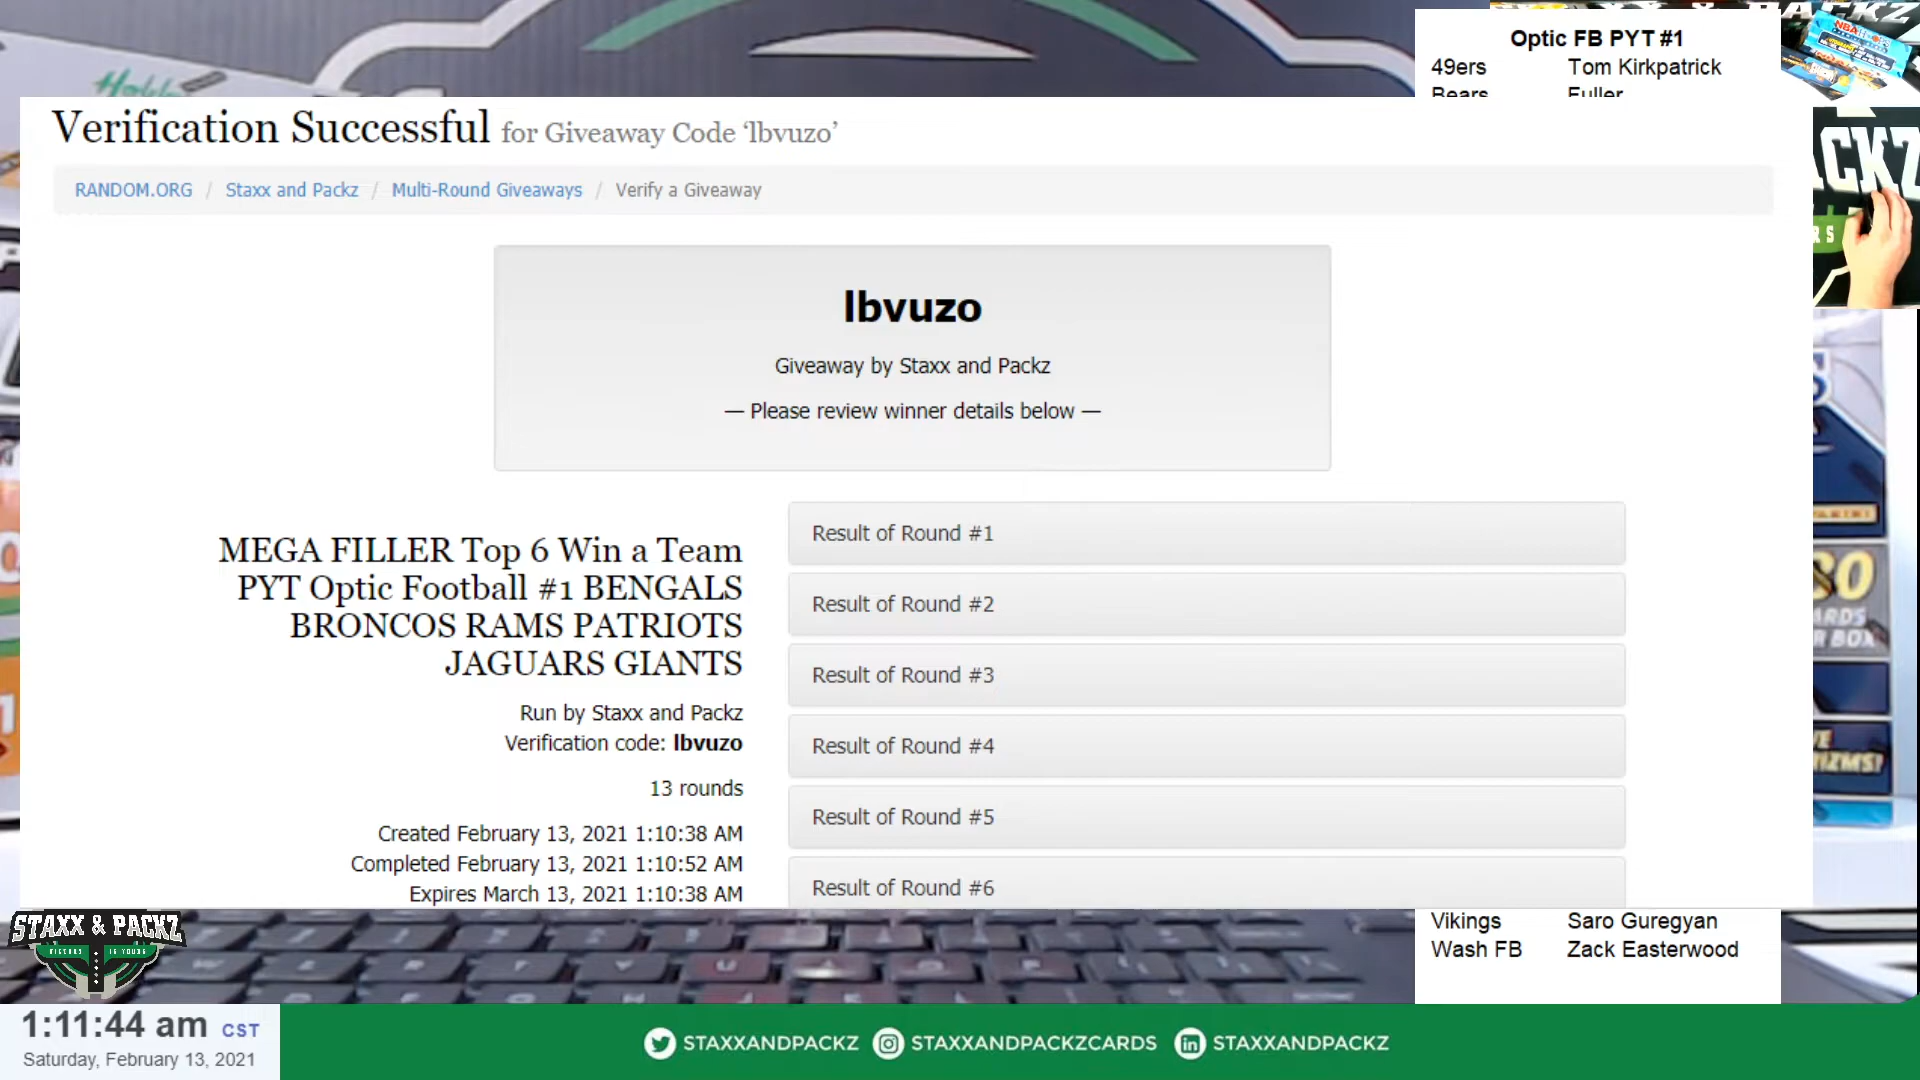 Optic FB PYT #1
49ers Tom Kirkpatrick
Bears Fuller
Verification Successful for Giveaway Code ‘lbvuzo’
RANDOM.ORG / Staxx and Packz / Multi-Round Giveaways / Verify a Giveaway
lbvuzo
Giveaway by Staxx and Packz
— Please review winner details below —
MEGA FILLER Top 6 Win a Team
PYT Optic Football #1 BENGALS
BRONCOS RAMS PATRIOTS
JAGUARS GIANTS
Run by Staxx and Packz
Verification code: lbvuzo
13 rounds
Created February 13, 2021 1:10:38 AM
Completed February 13, 2021 1:10:52 AM
Expires March 13, 2021 1:10:38 AM
Result of Round #1
Result of Round #2
Result of Round #3
Result of Round #4
Result of Round #5
Result of Round #6
Vikings Saro Guregyan
Wash FB Zack Easterwood
STAXX & PACKZ
1:11:44 am CST
Saturday, February 13, 2021
STAXXANDPACKZ STAXXANDPACKZCARDS STAXXANDPACKZ